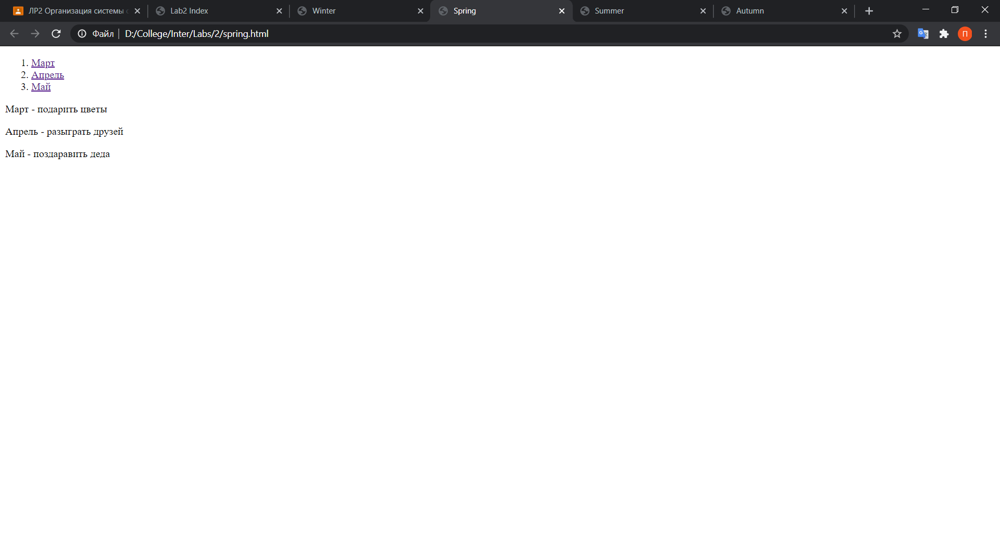 ЛР2 Организация системы
Lab2 Index
Winter
Spring
Summer
Autumn
Файл
D:/College/Inter/Labs/2/spring.html
П
1. Март
2. Апрель
3. Май
Март - подарить цветы
Апрель - разыграть друзей
Май - поздаравить деда